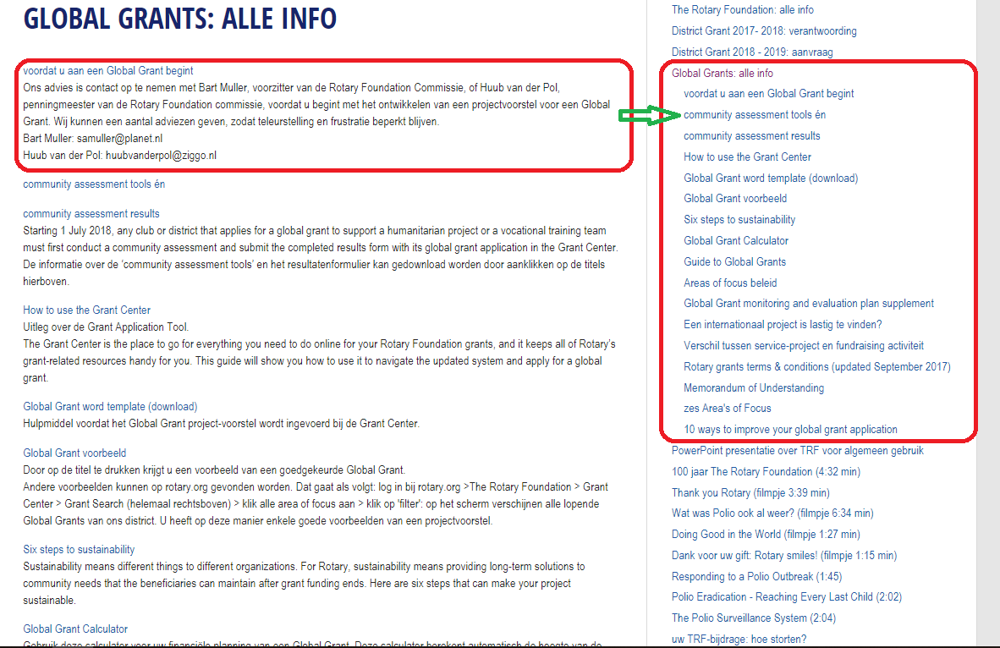 GLOBAL GRANTS: ALLE INFO
voordat u aan een Global Grant begint
Ons advies is contact op te nemen met Bart Muller, voorzitter van de Rotary Foundation Commissie, of Huub van der Pol,
penningmeester van de Rotary Foundation commissie, voordat u begint met het ontwikkelen van een projectvoorstel voor een Global
Grant. Wij kunnen een aantal adviezen geven, zodat teleurstelling en frustratie beperkt blijven.
Bart Muller: samuller@planet.nl
Huub van der Pol: huubvanderpol@ziggo.nl
community assessment tools én
community assessment results
Starting 1 July 2018, any club or district that applies for a global grant to support a humanitarian project or a vocational training team
must first conduct a community assessment and submit the completed results form with its global grant application in the Grant Center.
De informatie over de 'community assessment tools' en het resultatenformulier kan gedownload worden door aanklikken op de titels
hierboven.
How to use the Grant Center
Uitleg over de Grant Application Tool.
The Grant Center is the place to go for everything you need to do online for your Rotary Foundation grants, and it keeps all of Rotary's
grant-related resources handy for you. This guide will show you how to use it to navigate the updated system and apply for a global
grant.
Global Grant word template (download)
Hulpmiddel voordat het Global Grant project-voorstel wordt ingevoerd bij de Grant Center.
Global Grant voorbeeld
Door op de titel te drukken krijgt u een voorbeeld van een goedgekeurde Global Grant.
Andere voorbeelden kunnen op rotary.org gevonden worden. Dat gaat als volgt: log in bij rotary.org >The Rotary Foundation > Grant
Center > Grant Search (helemaal rechtsboven) > klik alle area of focus aan > klik op 'filter': op het scherm verschijnen alle lopende
Global Grants van ons district. U heeft op deze manier enkele goede voorbeelden van een projectvoorstel.
Six steps to sustainability
Sustainability means different things to different organizations. For Rotary, sustainability means providing long-term solutions to
community needs that the beneficiaries can maintain after grant funding ends. Here are six steps that can make your project
sustainable.
Global Grant Calculator
Gebruik deze calculator voor uw financiële planning van een Global Grant. Deze calculator berekent automatisch de hoogte van de
The Rotary Foundation: alle info
District Grant 2017- 2018: verantwoording
District Grant 2018 - 2019: aanvraag
Global Grants: alle info
voordat u aan een Global Grant begint
community assessment tools én
community assessment results
How to use the Grant Center
Global Grant word template (download)
Global Grant voorbeeld
Six steps to sustainability
Global Grant Calculator
Guide to Global Grants
Areas of focus beleid
Global Grant monitoring and evaluation plan supplement
Een internationaal project is lastig te vinden?
Verschil tussen service-project en fundraising activiteit
Rotary grants terms & conditions (updated September 2017)
Memorandum of Understanding
zes Area's of Focus
10 ways to improve your global grant application
PowerPoint presentatie over TRF voor algemeen gebruik
100 jaar The Rotary Foundation (4:32 min)
Thank you Rotary (filmpje 3:39 min)
Wat was Polio ook al weer? (filmpje 6:34 min)
Doing Good in the World (filmpje 1:27 min)
Dank voor uw gift: Rotary smiles! (filmpje 1:15 min)
Responding to a Polio Outbreak (1:45)
Polio Eradication - Reaching Every Last Child (2:02)
The Polio Surveillance System (2:04)
uw TRF-bijdrage: hoe storten?